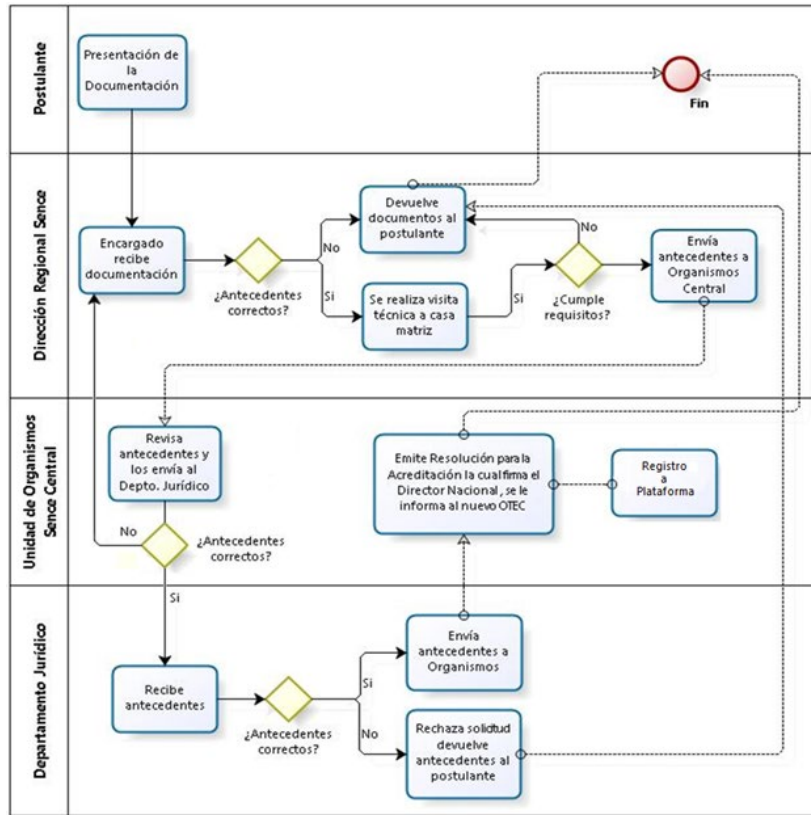 Postulante
Presentación de
la
Documentación
Fin
Dirección Regional Sence
Encargado
recibe
documentación
¿Antecedentes
correctos?
No
Si
Devuelve
documentos al
postulante
Se realiza visita
técnica a casa
matriz
Si
No
¿Cumple
requisitos?
Envía
antecedentes a
Organismos
Central
Unidad de Organismos
Sence Central
Revisa
antecedentes y
los envía al
Depto. Jurídico
No
¿Antecedentes
correctos?
Si
Emite Resolución para la
Acreditación la cual firma el
Director Nacional, se le
informa al nuevo OTEC
Registro
a
Plataforma
Departamento Jurídico
Recibe
antecedentes
¿Antecedentes
correctos?
Si
No
Envía
antecedentes a
Organismos
Rechaza solicitud
devuelve
antecedentes al
postulante